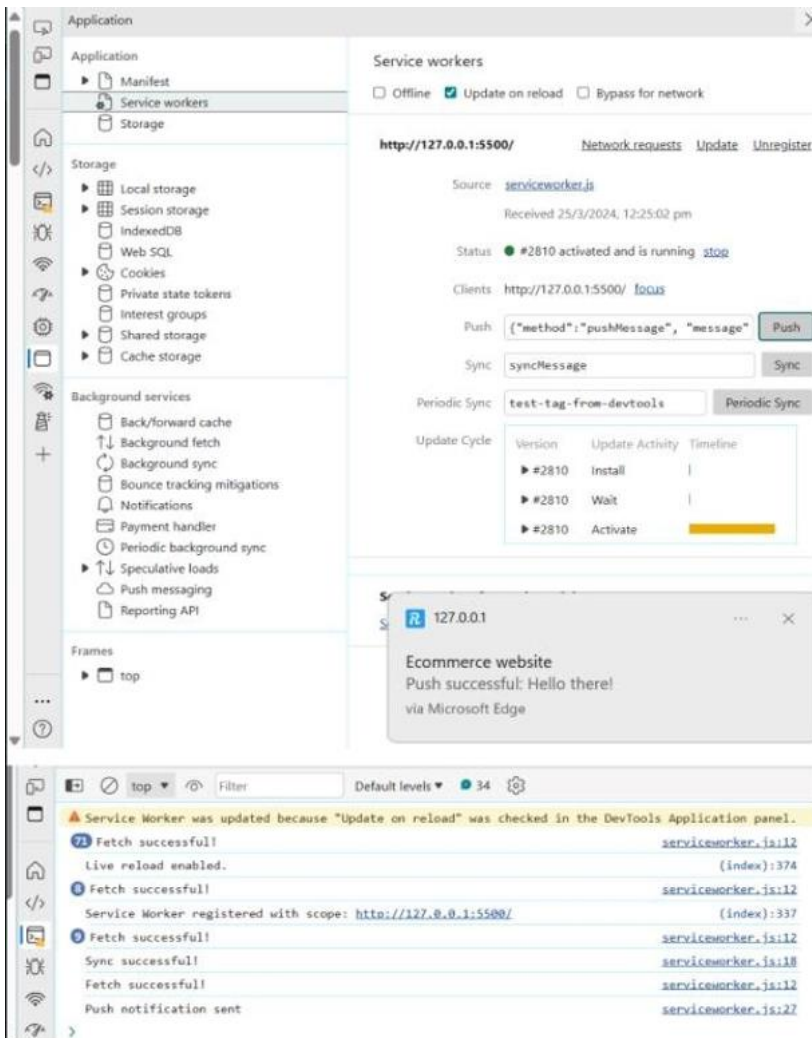 Application
Application
Manifest
Service workers
Storage
Storage
Local storage
Session storage
IndexedDB
Web SQL
Cookies
Private state tokens
Interest groups
Shared storage
Cache storage
Background services
Back/forward cache
Background fetch
Background sync
Bounce tracking mitigations
Notifications
Payment handler
Periodic background sync
Speculative loads
Push messaging
Reporting API
Frames
top
Service workers
Offline Update on reload Bypass for network
http://127.0.0.1:5500/ Network requests Update Unregister
Source serviceworker.js
Received 25/3/2024, 12:25:02 pm
Status #2810 activated and is running stop
Clients http://127.0.0.1:5500/ focus
Push {"method":"pushMessage", "message" Push
Sync syncMessage Sync
Periodic Sync test-tag-from-devtools Periodic Sync
Update Cycle Version Update Activity Timeline
#2810 Install
#2810 Wait
#2810 Activate
127.0.0.1
Ecommerce website
Push successful: Hello there!
via Microsoft Edge
top Filter Default levels 34
Service Worker was updated because "Update on reload" was checked in the DevTools Application panel.
71 Fetch successful! serviceworker.js:12
Live reload enabled. (index):374
8 Fetch successful! serviceworker.js:12
Service Worker registered with scope: http://127.0.0.1:5500/ (index):337
9 Fetch successful! serviceworker.js:12
Sync successful! serviceworker.js:18
Fetch successful! serviceworker.js:12
Push notification sent serviceworker.js:27